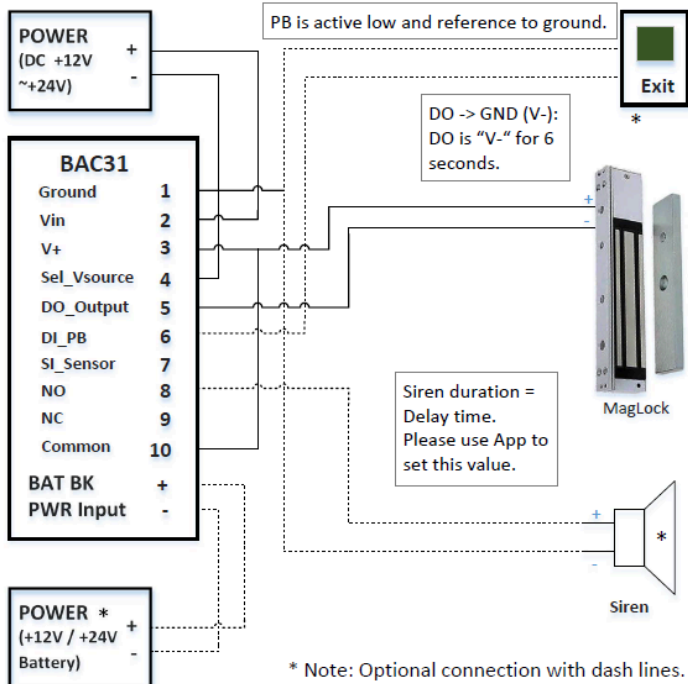 PB is active low and reference to ground.
POWER
(DC +12V
~+24V)
+
-
Exit
*
DO -> GND (V-):
DO is “V-“ for 6
seconds.
BAC31
Ground 1
Vin 2
V+ 3
Sel_Vsource 4
DO_Output 5
DI_PB 6
SI_Sensor 7
NO 8
NC 9
Common 10
BAT BK +
PWR Input -
+
-
MagLock
Siren duration =
Delay time.
Please use App to
set this value.
+
-
*
Siren
POWER *
(+12V / +24V
Battery)
+
-
* Note: Optional connection with dash lines.